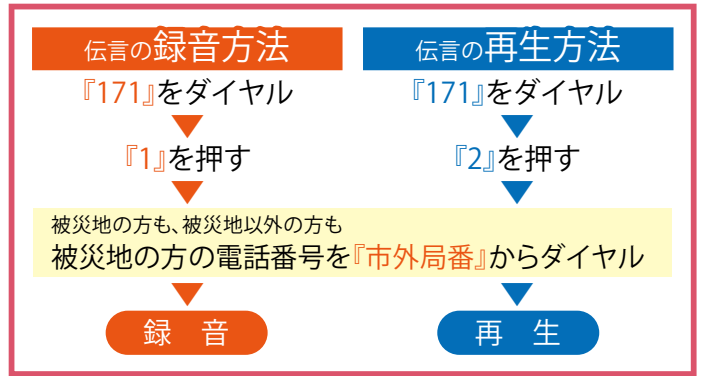 伝言の録音方法
『171』をダイヤル
『1』を押す
伝言の再生方法
『171』をダイヤル
『2』を押す
被災地の方も、被災地以外の方も
被災地の方の電話番号を『市外局番』からダイヤル
録 音
再 生